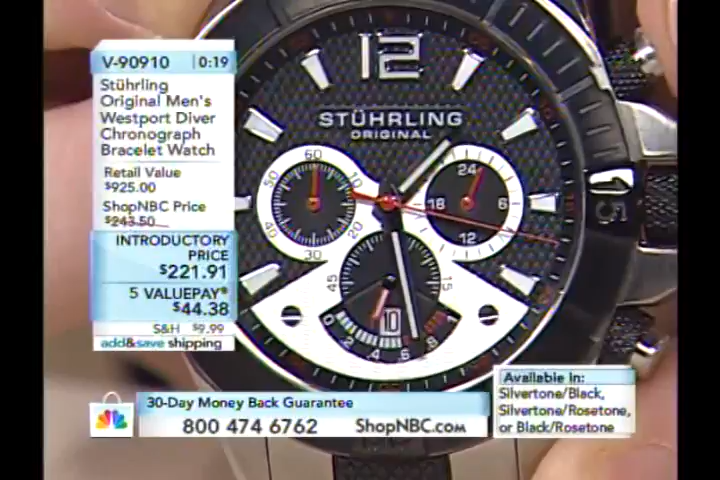 V-90910 0:19
Stührling
Original Men's
Westport Diver
Chronograph
Bracelet Watch
Retail Value
$925.00
ShopNBC Price
$243.50
INTRODUCTORY
PRICE
$221.91
5 VALUEPAY®
$44.38
S&H $9.99
add&save shipping
12
STÜHRLING
ORIGINAL
60
50
10
20
30
24
18
6
12
45
15
10
0
2
4
6
8
15
30-Day Money Back Guarantee
800 474 6762 ShopNBC.com
Available in:
Silvertone/Black,
Silvertone/Rosetone,
or Black/Rosetone